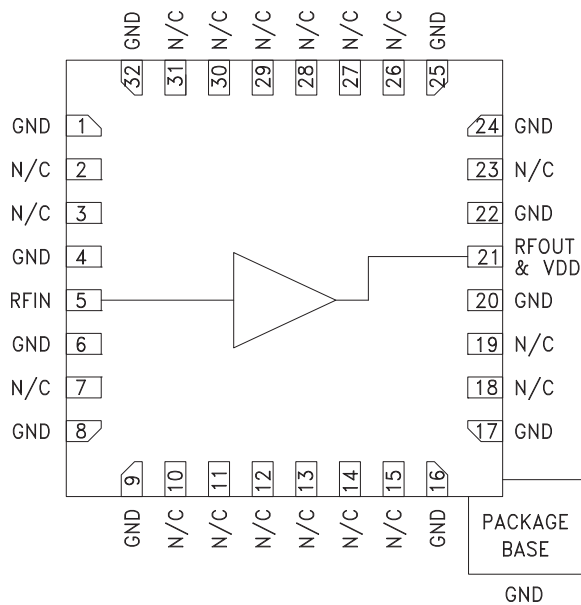 GND N/C N/C N/C N/C N/C N/C GND
32 31 30 29 28 27 26 25
GND 1 24 GND
N/C 2 23 N/C
N/C 3 22 GND
GND 4 21 RFOUT & VDD
RFIN 5 20 GND
GND 6 19 N/C
N/C 7 18 N/C
GND 8 17 GND
9 10 11 12 13 14 15 16
GND N/C N/C N/C N/C N/C N/C GND
PACKAGE
BASE
GND